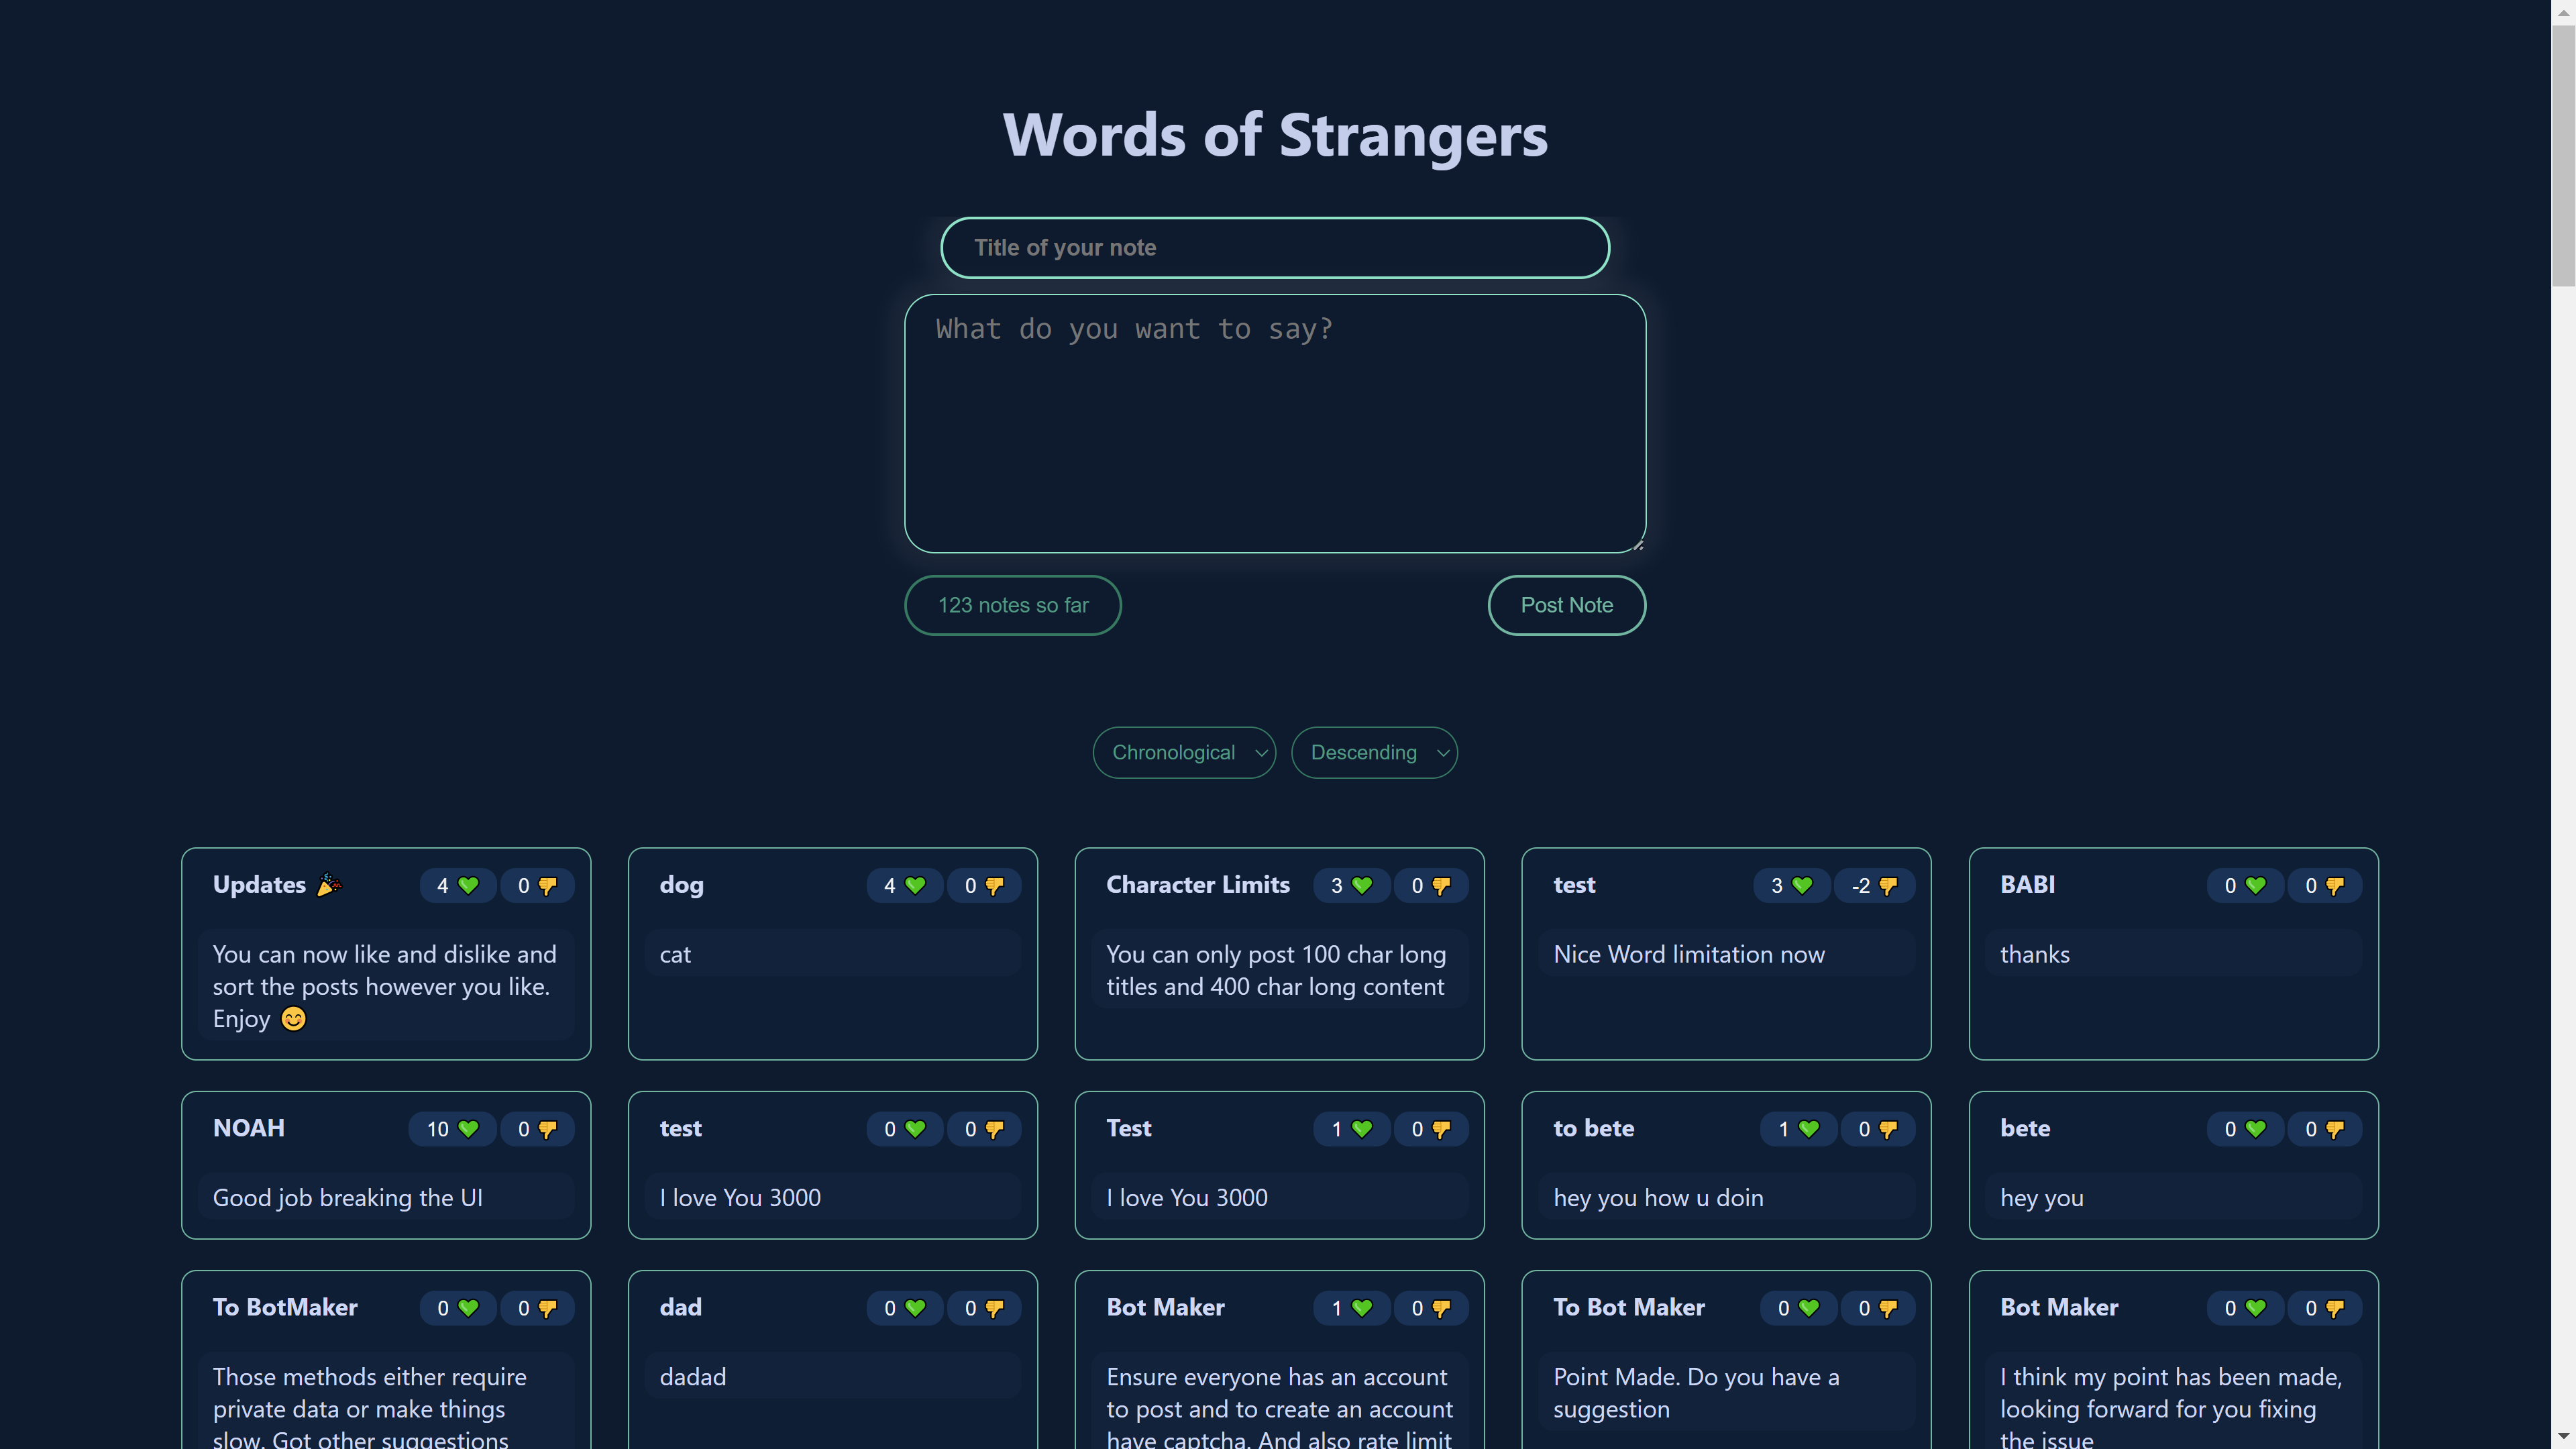 Words of Strangers
Title of your note
What do you want to say?
123 notes so far
Post Note
Chronological
Descending
Updates 🎉
4 💚
0 👎
You can now like and dislike and
sort the posts however you like.
Enjoy 😊
dog
4 💚
0 👎
cat
Character Limits
3 💚
0 👎
You can only post 100 char long
titles and 400 char long content
test
3 💚
-2 👎
Nice Word limitation now
BABI
0 💚
0 👎
thanks
NOAH
10 💚
0 👎
Good job breaking the UI
test
0 💚
0 👎
I love You 3000
Test
1 💚
0 👎
I love You 3000
to bete
1 💚
0 👎
hey you how u doin
bete
0 💚
0 👎
hey you
To BotMaker
0 💚
0 👎
Those methods either require
private data or make things
slow. Got other suggestions
dad
0 💚
0 👎
dadad
Bot Maker
1 💚
0 👎
Ensure everyone has an account
to post and to create an account
have captcha. And also rate limit
To Bot Maker
0 💚
0 👎
Point Made. Do you have a
suggestion
Bot Maker
0 💚
0 👎
I think my point has been made,
looking forward for you fixing
the issue